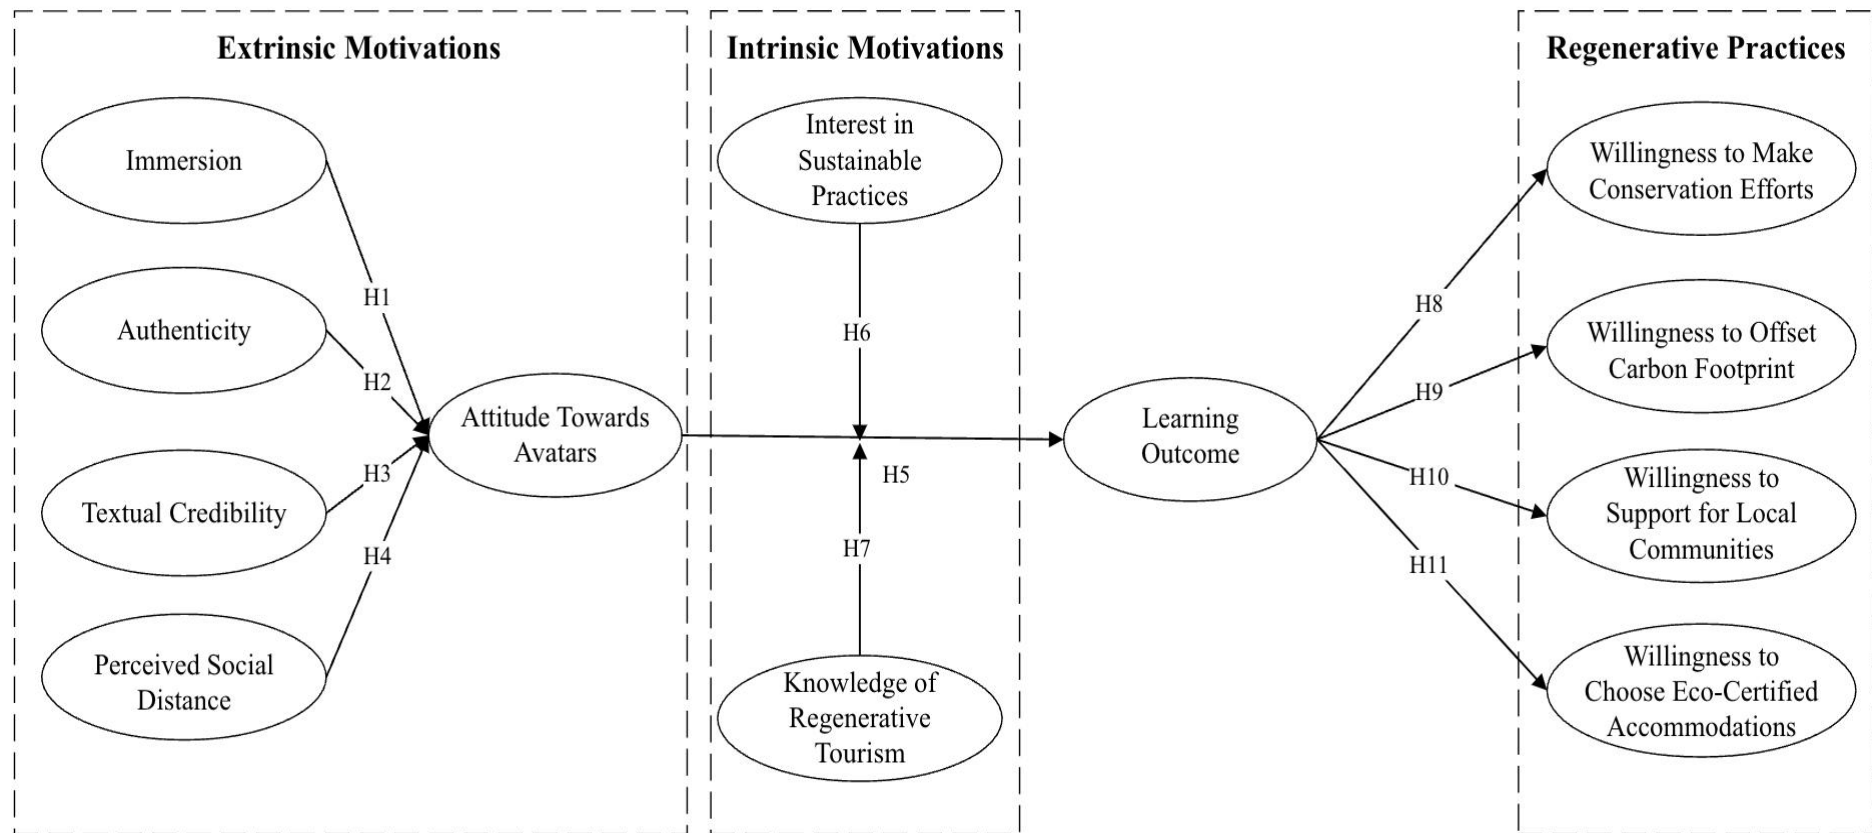 Extrinsic Motivations
Immersion
Authenticity
Textual Credibility
Perceived Social
Distance
H1
H2
H3
H4
Attitude Towards
Avatars
Intrinsic Motivations
Interest in
Sustainable
Practices
H6
H5
H7
Knowledge of
Regenerative
Tourism
Learning
Outcome
H8
H9
H10
H11
Regenerative Practices
Willingness to Make
Conservation Efforts
Willingness to Offset
Carbon Footprint
Willingness to
Support for Local
Communities
Willingness to
Choose Eco-Certified
Accommodations